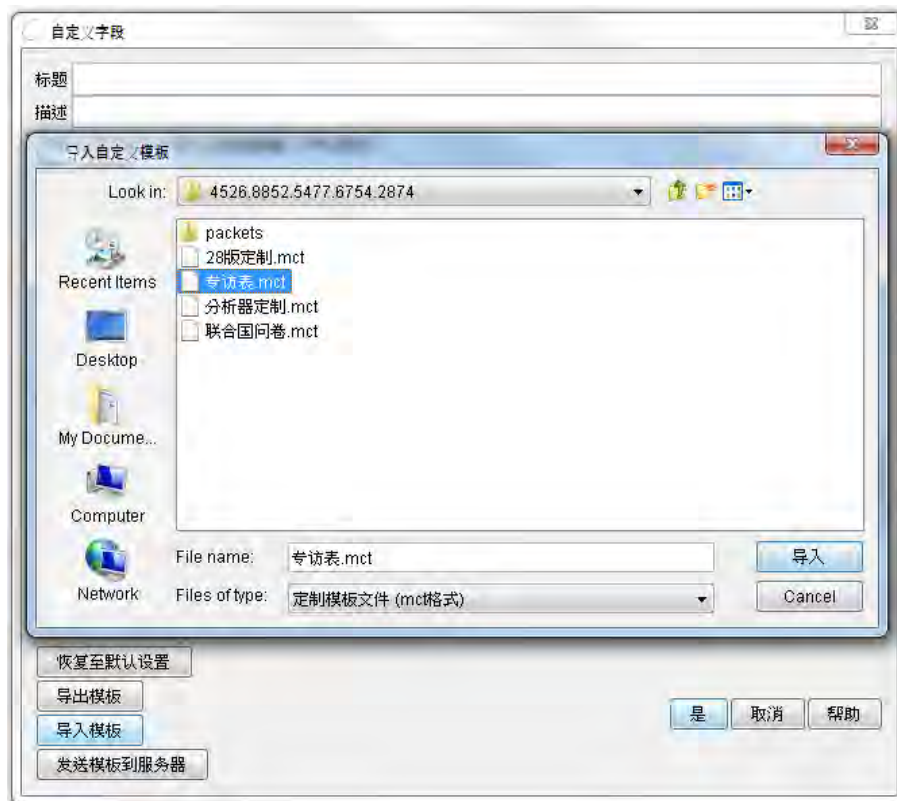 自定义字段
标题
描述
导入自定义模板
Look in: 4526.8852.5477.6754.2874
packets
28版定制.mct
专访表.mct
分析器定制.mct
联合国问卷.mct
Recent Items
Desktop
My Docume...
Computer
Network
File name: 专访表.mct 导入
Files of type: 定制模板文件 (mct格式) Cancel
恢复至默认设置
导出模板
导入模板
是 取消 帮助
发送模板到服务器